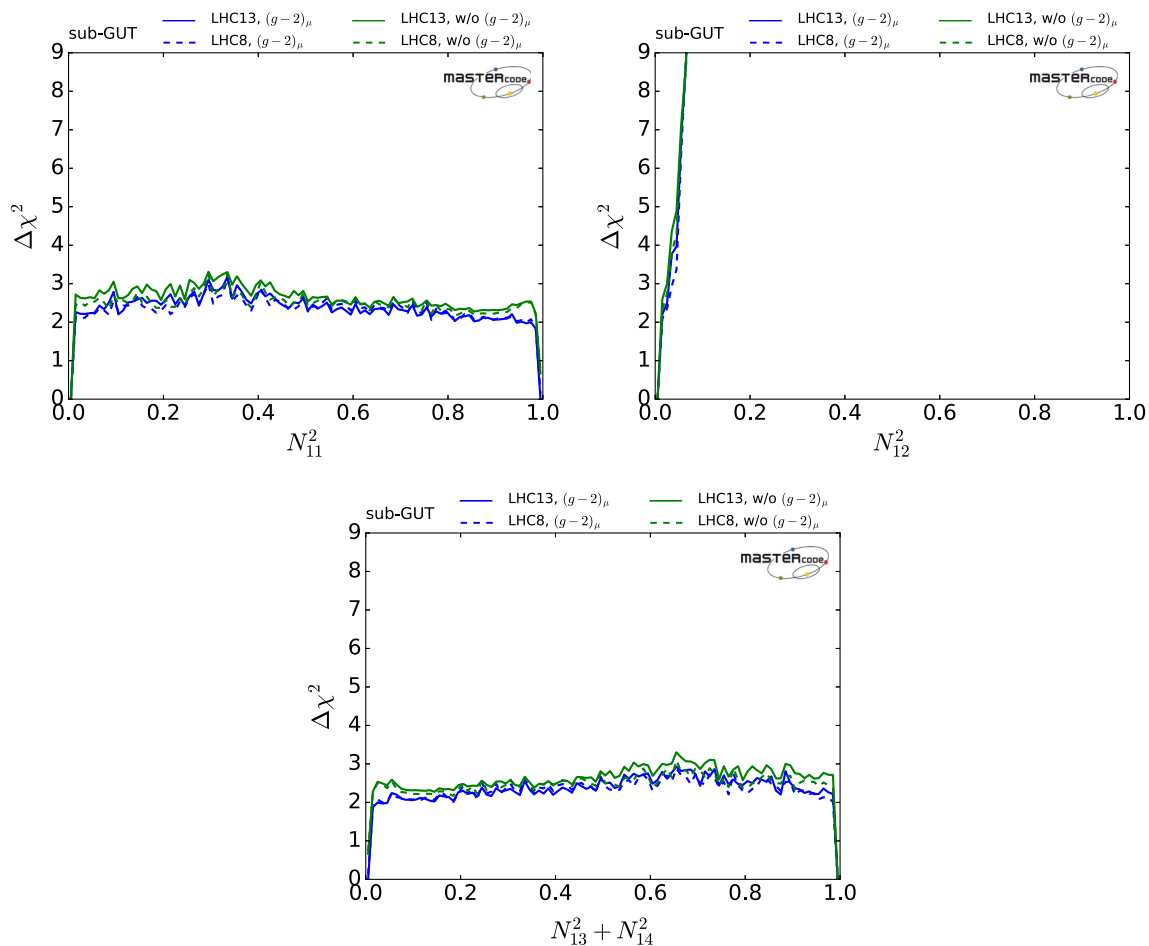 sub-GUT
LHC13, (g − 2)μ
LHC8, (g − 2)μ
LHC13, w/o (g − 2)μ
LHC8, w/o (g − 2)μ
MASTERCODE
Δχ²
9
8
7
6
5
4
3
2
1
0
0.0 0.2 0.4 0.6 0.8 1.0
N²₁₁
sub-GUT
LHC13, (g − 2)μ
LHC8, (g − 2)μ
LHC13, w/o (g − 2)μ
LHC8, w/o (g − 2)μ
MASTERCODE
Δχ²
9
8
7
6
5
4
3
2
1
0
0.0 0.2 0.4 0.6 0.8 1.0
N²₁₂
sub-GUT
LHC13, (g − 2)μ
LHC8, (g − 2)μ
LHC13, w/o (g − 2)μ
LHC8, w/o (g − 2)μ
MASTERCODE
Δχ²
9
8
7
6
5
4
3
2
1
0
0.0 0.2 0.4 0.6 0.8 1.0
N²₁₃ + N²₁₄